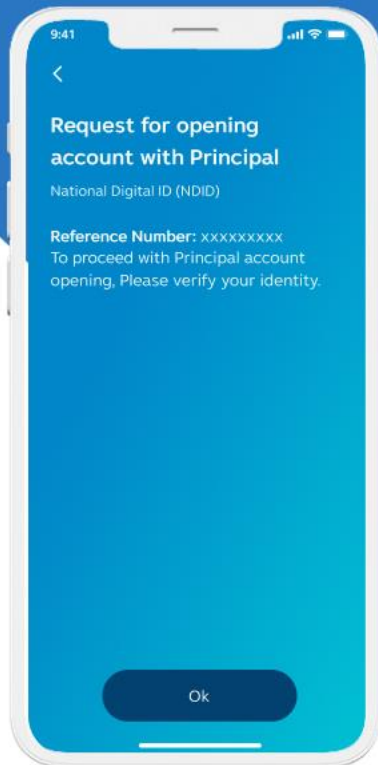 9:41
Request for opening
account with Principal
National Digital ID (NDID)
Reference Number: xxxxxxxxx
To proceed with Principal account
opening, Please verify your identity.
Ok